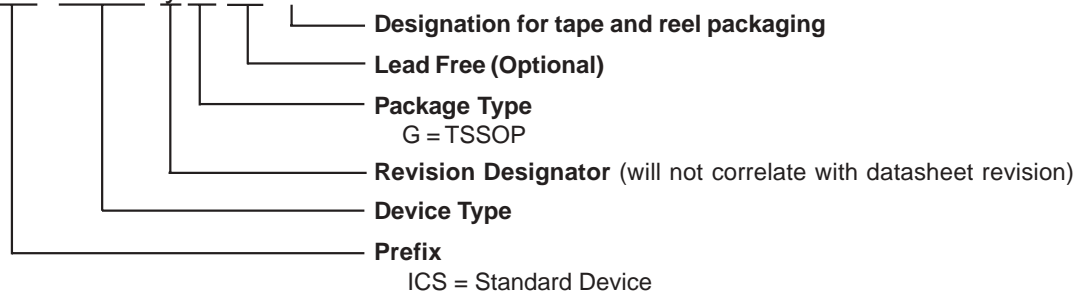 Designation for tape and reel packaging
Lead Free (Optional)
Package Type
G = TSSOP
Revision Designator (will not correlate with datasheet revision)
Device Type
Prefix
ICS = Standard Device